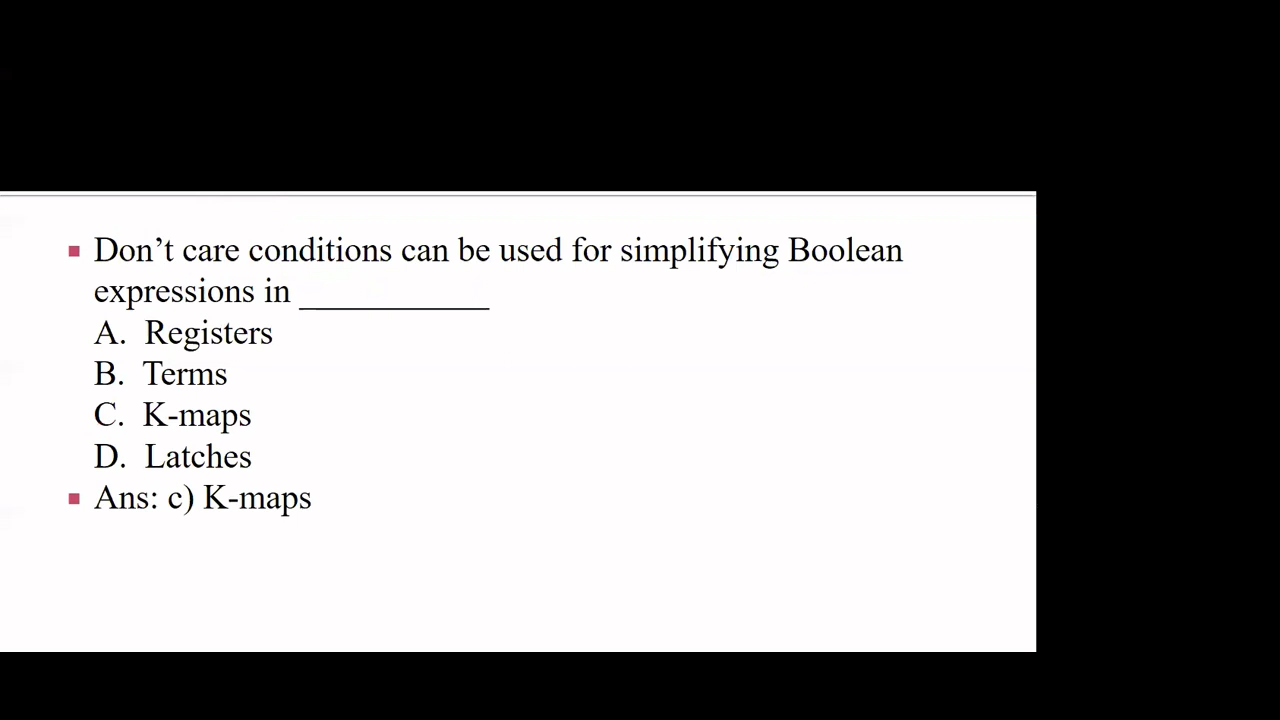 Don’t care conditions can be used for simplifying Boolean
expressions in ___________
A. Registers
B. Terms
C. K-maps
D. Latches
Ans: c) K-maps